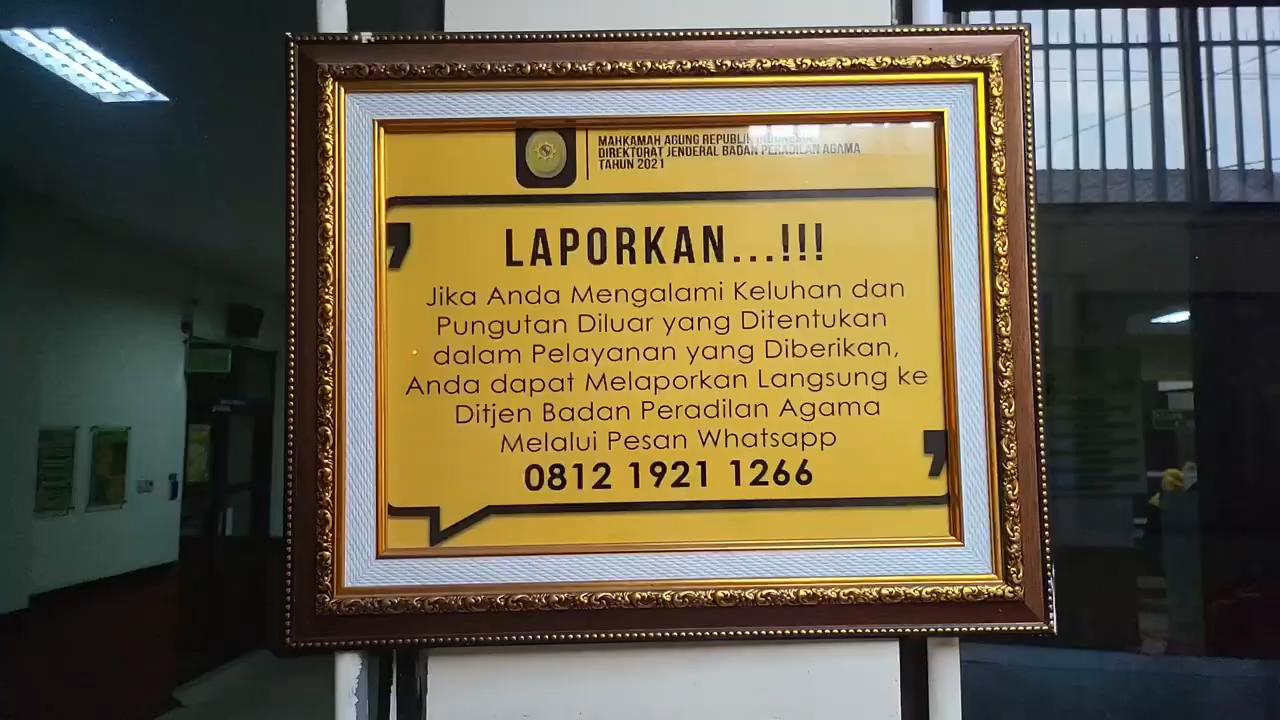 MAHKAMAH AGUNG REPUBLIK INDONESIA
DIREKTORAT JENDERAL BADAN PERADILAN AGAMA
TAHUN 2021
LAPORKAN...!!!
Jika Anda Mengalami Keluhan dan
Pungutan Diluar yang Ditentukan
dalam Pelayanan yang Diberikan,
Anda dapat Melaporkan Langsung ke
Ditjen Badan Peradilan Agama
Melalui Pesan Whatsapp
0812 1921 1266